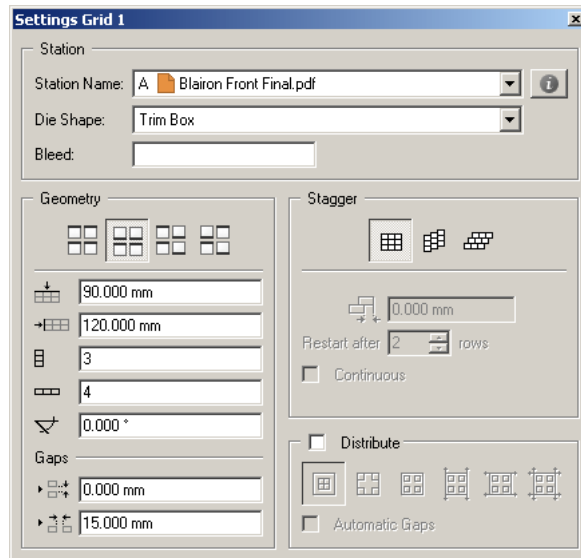 Settings Grid 1
Station
Station Name: A Blairon Front Final.pdf
Die Shape: Trim Box
Bleed:
Geometry
90.000 mm
120.000 mm
3
4
0.000 °
Gaps
0.000 mm
15.000 mm
Stagger
0.000 mm
Restart after 2 rows
Continuous
Distribute
Automatic Gaps